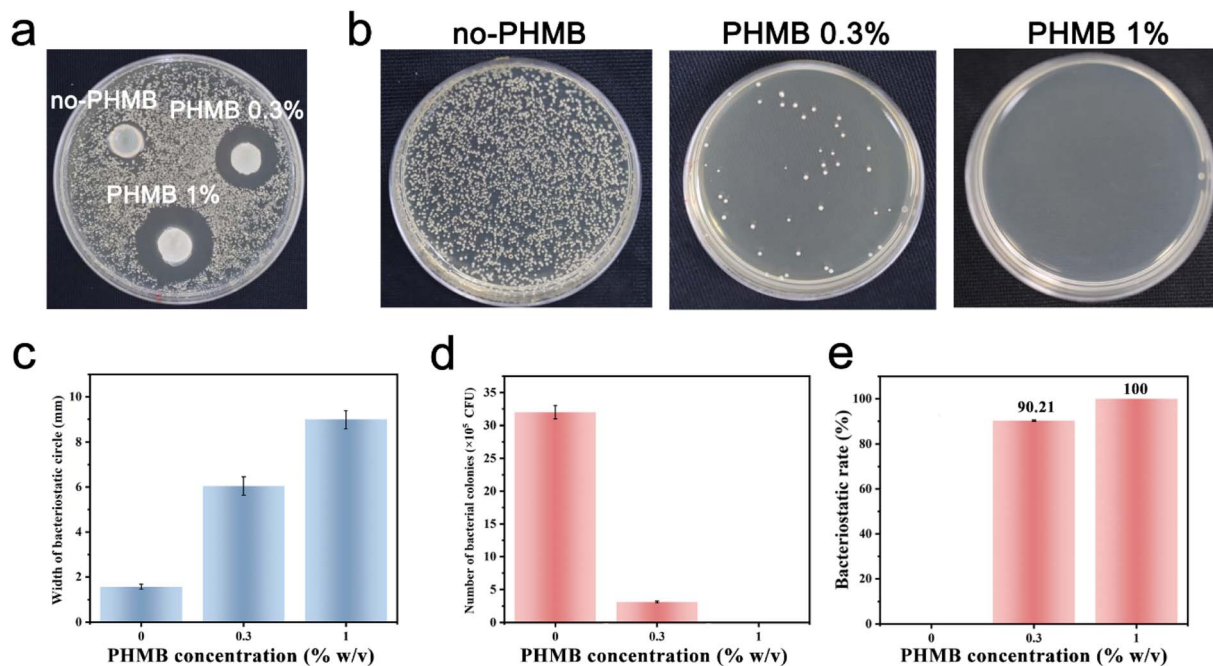 a
no-PHMB
PHMB 0.3%
PHMB 1%
b
no-PHMB
PHMB 0.3%
PHMB 1%
c
Width of bacteriostatic circle (mm)
10
8
6
4
2
0
0
0.3
1
PHMB concentration (% w/v)
d
Number of bacterial colonies (×10⁵ CFU)
35
30
25
20
15
10
5
0
0
0.3
1
PHMB concentration (% w/v)
e
Bacteriostatic rate (%)
100
80
60
40
20
0
90.21
100
0
0.3
1
PHMB concentration (% w/v)